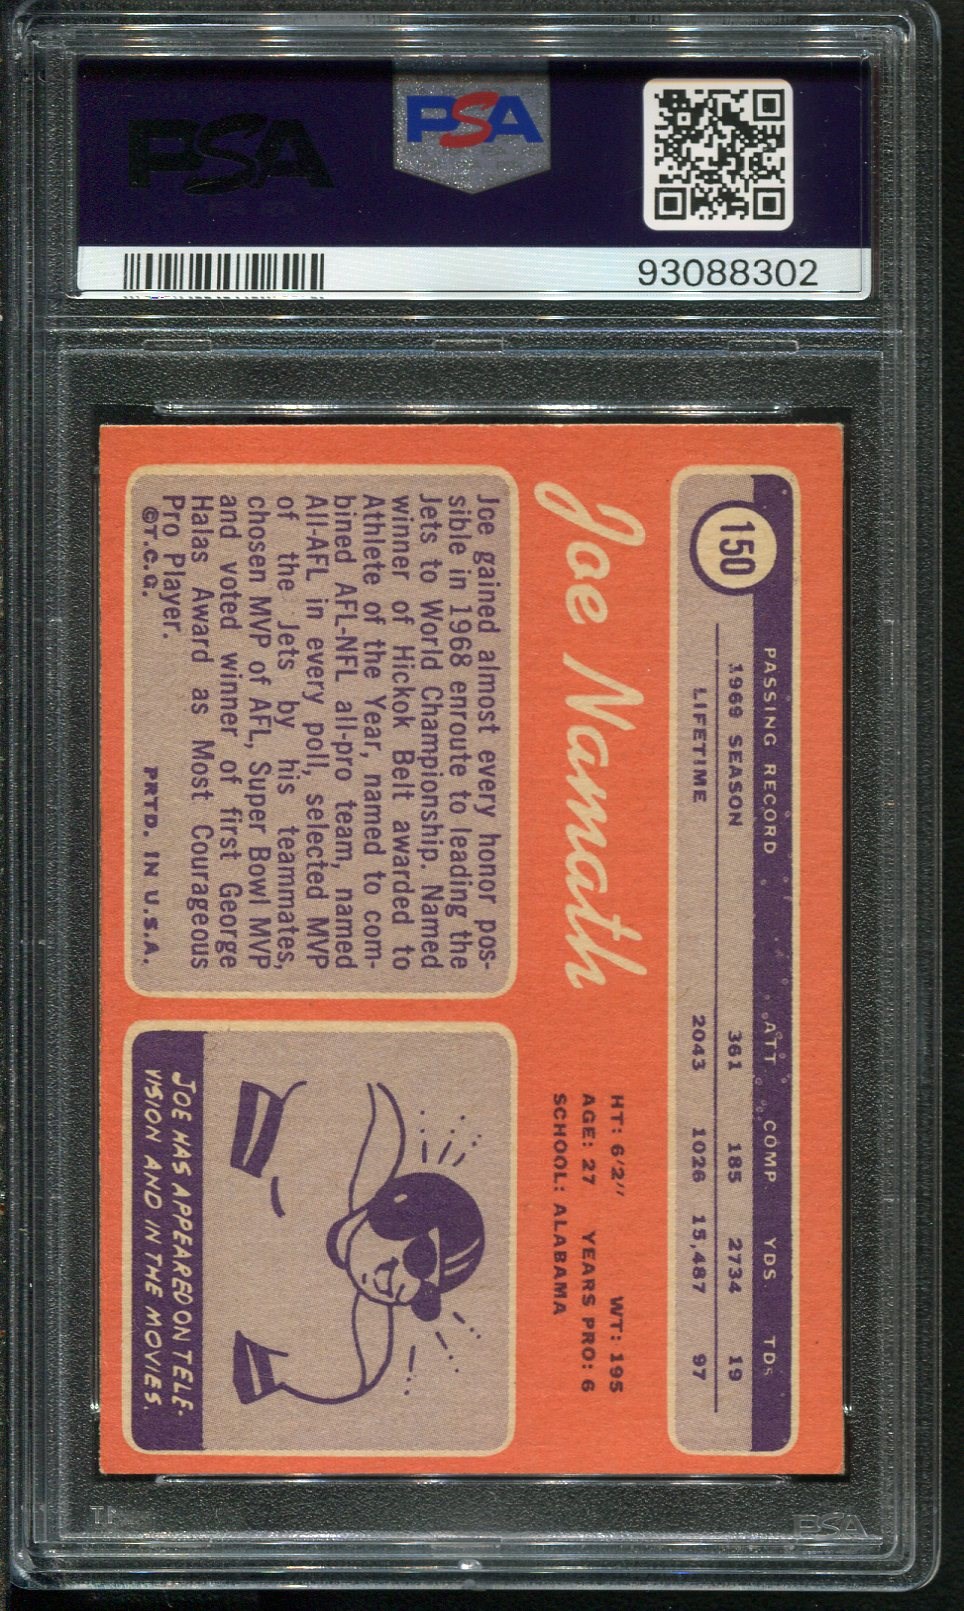 PSA
PSA
93088302
150
PASSING RECORD ATT COMP YDS TDs
1969 SEASON 361 185 2734 19
LIFETIME 2043 1026 15,487 97
Joe Namath
HT: 6'2" WT: 195
AGE: 27 YEARS PRO: 6
SCHOOL: ALABAMA
Joe gained almost every honor pos-
sible in 1968 enroute to leading the
Jets to World Championship. Named
winner of Hickok Belt awarded to
Athlete of the Year, named to com-
bined AFL-NFL all-pro team, named
All-AFL in every poll, selected MVP
of the Jets by his teammates,
chosen MVP of AFL, Super Bowl MVP
and voted winner of first George
Halas Award as Most Courageous
Pro Player.
©T.C.G. PRTD. IN U.S.A.
JOE HAS APPEARED ON TELE-
VISION AND IN THE MOVIES.
PSA